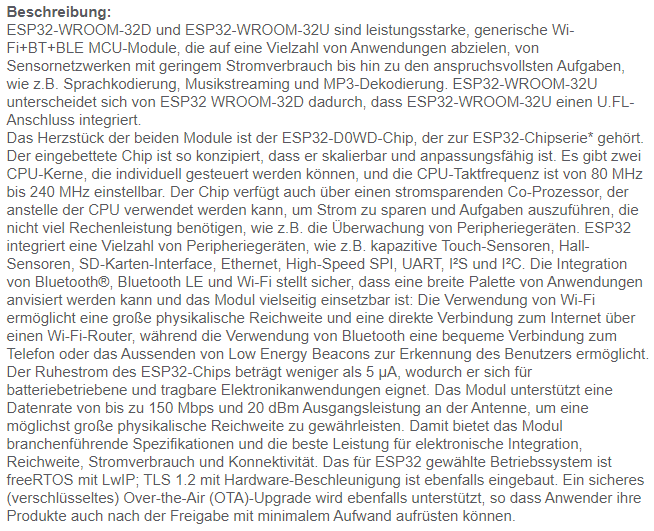 Beschreibung:
ESP32-WROOM-32D und ESP32-WROOM-32U sind leistungsstarke, generische Wi-
Fi+BT+BLE MCU-Module, die auf eine Vielzahl von Anwendungen abzielen, von
Sensornetzwerken mit geringem Stromverbrauch bis hin zu den anspruchsvollsten Aufgaben,
wie z.B. Sprachkodierung, Musikstreaming und MP3-Dekodierung. ESP32-WROOM-32U
unterscheidet sich von ESP32 WROOM-32D dadurch, dass ESP32-WROOM-32U einen U.FL-
Anschluss integriert.
Das Herzstück der beiden Module ist der ESP32-D0WD-Chip, der zur ESP32-Chipserie* gehört.
Der eingebettete Chip ist so konzipiert, dass er skalierbar und anpassungsfähig ist. Es gibt zwei
CPU-Kerne, die individuell gesteuert werden können, und die CPU-Taktfrequenz ist von 80 MHz
bis 240 MHz einstellbar. Der Chip verfügt auch über einen stromsparenden Co-Prozessor, der
anstelle der CPU verwendet werden kann, um Strom zu sparen und Aufgaben auszuführen, die
nicht viel Rechenleistung benötigen, wie z.B. die Überwachung von Peripheriegeräten. ESP32
integriert eine Vielzahl von Peripheriegeräten, wie z.B. kapazitive Touch-Sensoren, Hall-
Sensoren, SD-Karten-Interface, Ethernet, High-Speed SPI, UART, I²S und I²C. Die Integration
von Bluetooth®, Bluetooth LE und Wi-Fi stellt sicher, dass eine breite Palette von Anwendungen
anvisiert werden kann und das Modul vielseitig einsetzbar ist: Die Verwendung von Wi-Fi
ermöglicht eine große physikalische Reichweite und eine direkte Verbindung zum Internet über
einen Wi-Fi-Router, während die Verwendung von Bluetooth eine bequeme Verbindung zum
Telefon oder das Aussenden von Low Energy Beacons zur Erkennung des Benutzers ermöglicht.
Der Ruhestrom des ESP32-Chips beträgt weniger als 5 μA, wodurch er sich für
batteriebetriebene und tragbare Elektronikanwendungen eignet. Das Modul unterstützt eine
Datenrate von bis zu 150 Mbps und 20 dBm Ausgangsleistung an der Antenne, um eine
möglichst große physikalische Reichweite zu gewährleisten. Damit bietet das Modul
branchenführende Spezifikationen und die beste Leistung für elektronische Integration,
Reichweite, Stromverbrauch und Konnektivität. Das für ESP32 gewählte Betriebssystem ist
freeRTOS mit LwIP; TLS 1.2 mit Hardware-Beschleunigung ist ebenfalls eingebaut. Ein sicheres
(verschlüsseltes) Over-the-Air (OTA)-Upgrade wird ebenfalls unterstützt, so dass Anwender ihre
Produkte auch nach der Freigabe mit minimalem Aufwand aufrüsten können.